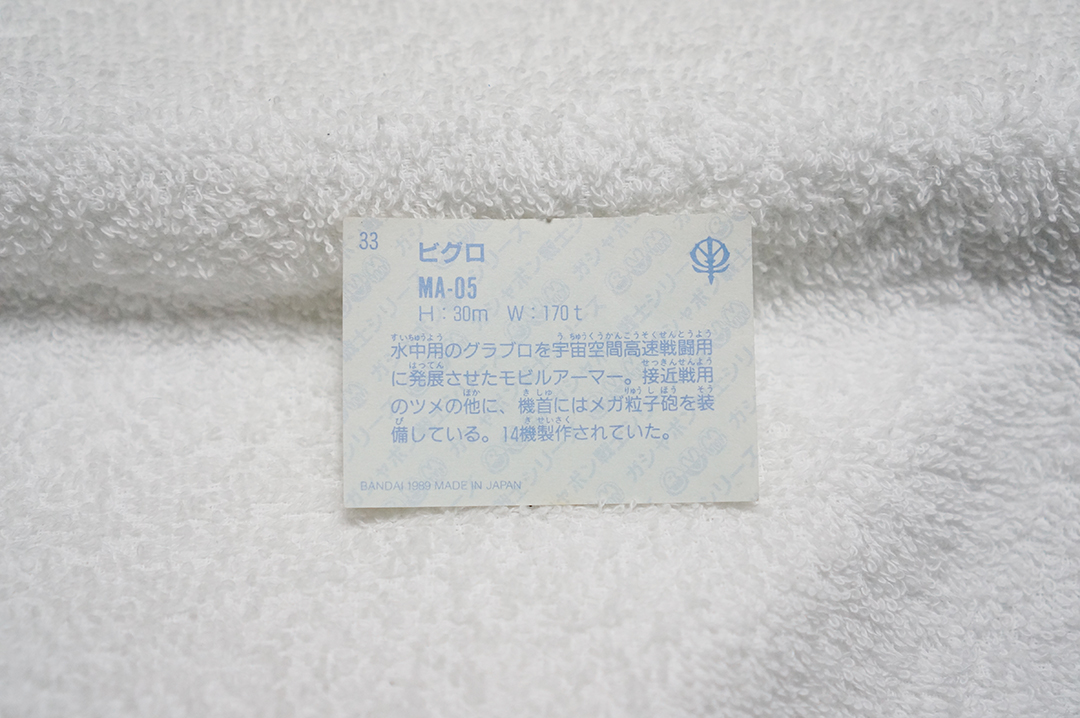 33
ビグロ
MA-05
H:30m W:170t
水中用のグラブロを宇宙空間高速戦闘用
に発展させたモビルアーマー。接近戦用
のツメの他に、機首にはメガ粒子砲を装
備している。14機製作されていた。
BANDAI 1989 MADE IN JAPAN